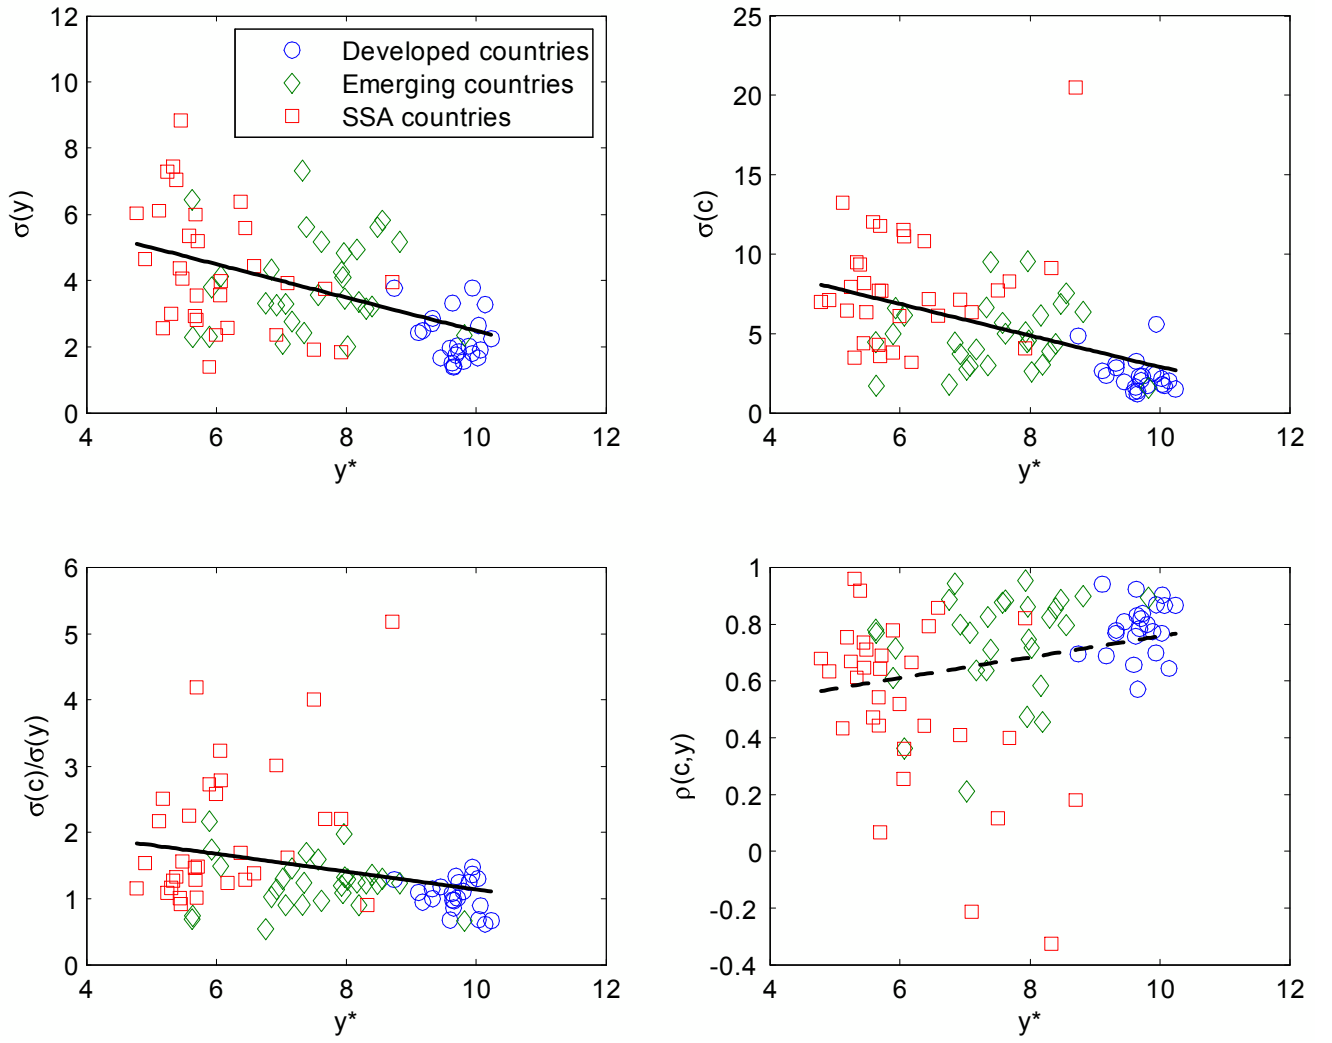 12
10
8
6
4
2
0
σ(y)
Developed countries
Emerging countries
SSA countries
4 6 8 10 12
y*
25
20
15
10
5
0
σ(c)
4 6 8 10 12
y*
6
5
4
3
2
1
0
σ(c)/σ(y)
4 6 8 10 12
y*
1
0.8
0.6
0.4
0.2
0
-0.2
-0.4
ρ(c,y)
4 6 8 10 12
y*